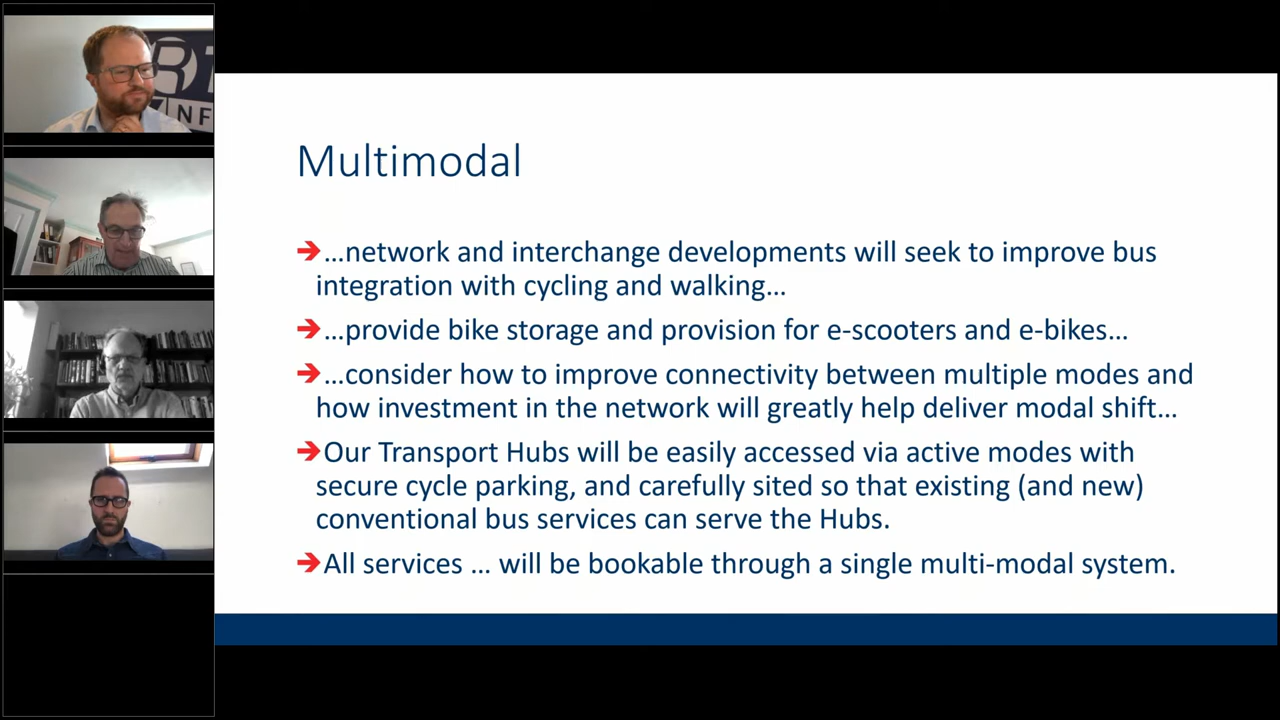 RT
NF
Multimodal
…network and interchange developments will seek to improve bus
integration with cycling and walking…
…provide bike storage and provision for e-scooters and e-bikes…
…consider how to improve connectivity between multiple modes and
how investment in the network will greatly help deliver modal shift…
Our Transport Hubs will be easily accessed via active modes with
secure cycle parking, and carefully sited so that existing (and new)
conventional bus services can serve the Hubs.
All services … will be bookable through a single multi-modal system.